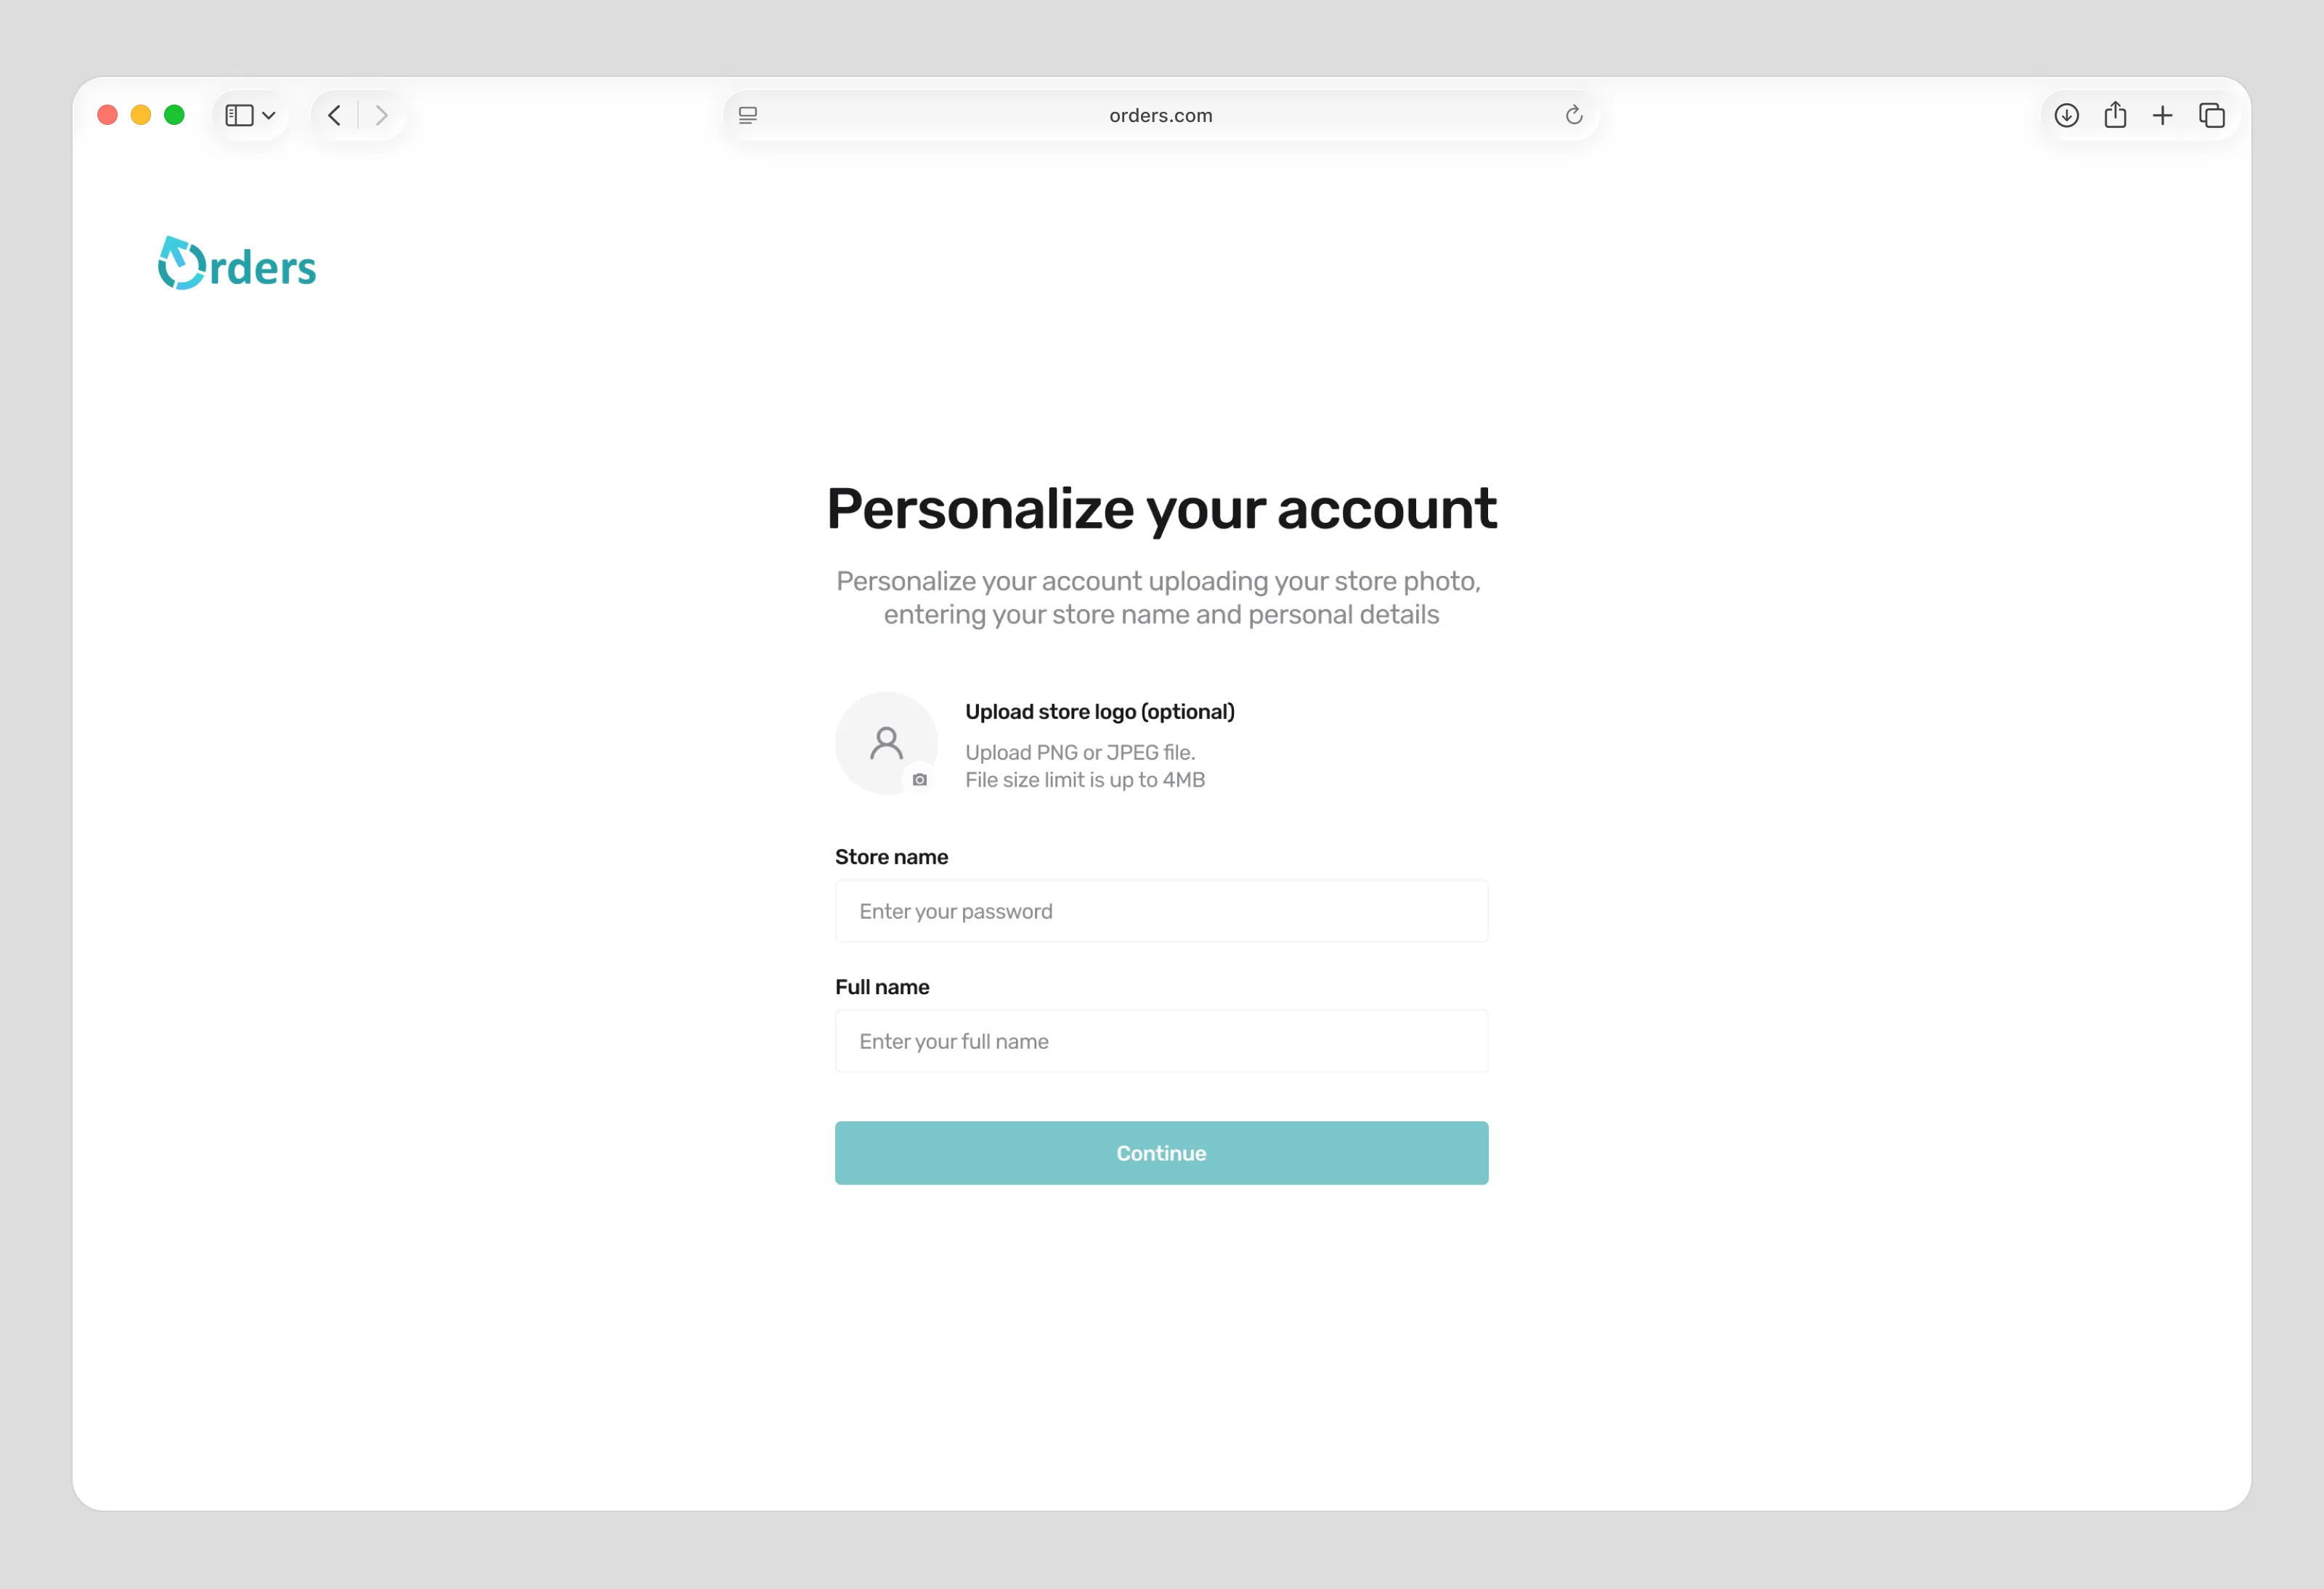 orders.com
Orders
Personalize your account
Personalize your account uploading your store photo,
entering your store name and personal details
Upload store logo (optional)
Upload PNG or JPEG file.
File size limit is up to 4MB
Store name
Enter your password
Full name
Enter your full name
Continue